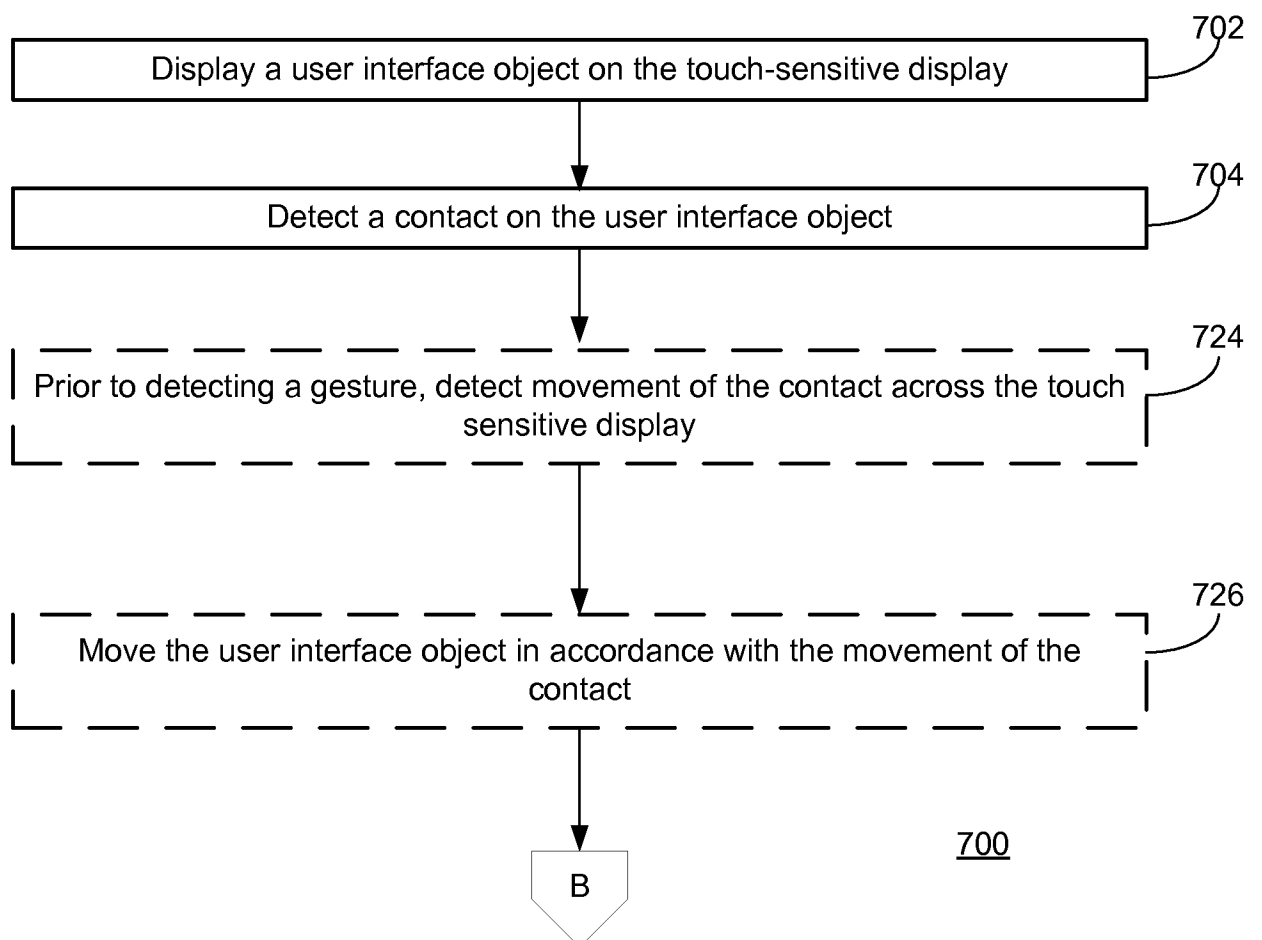 702
Display a user interface object on the touch-sensitive display
704
Detect a contact on the user interface object
724
Prior to detecting a gesture, detect movement of the contact across the touch
sensitive display
726
Move the user interface object in accordance with the movement of the
contact
700
B